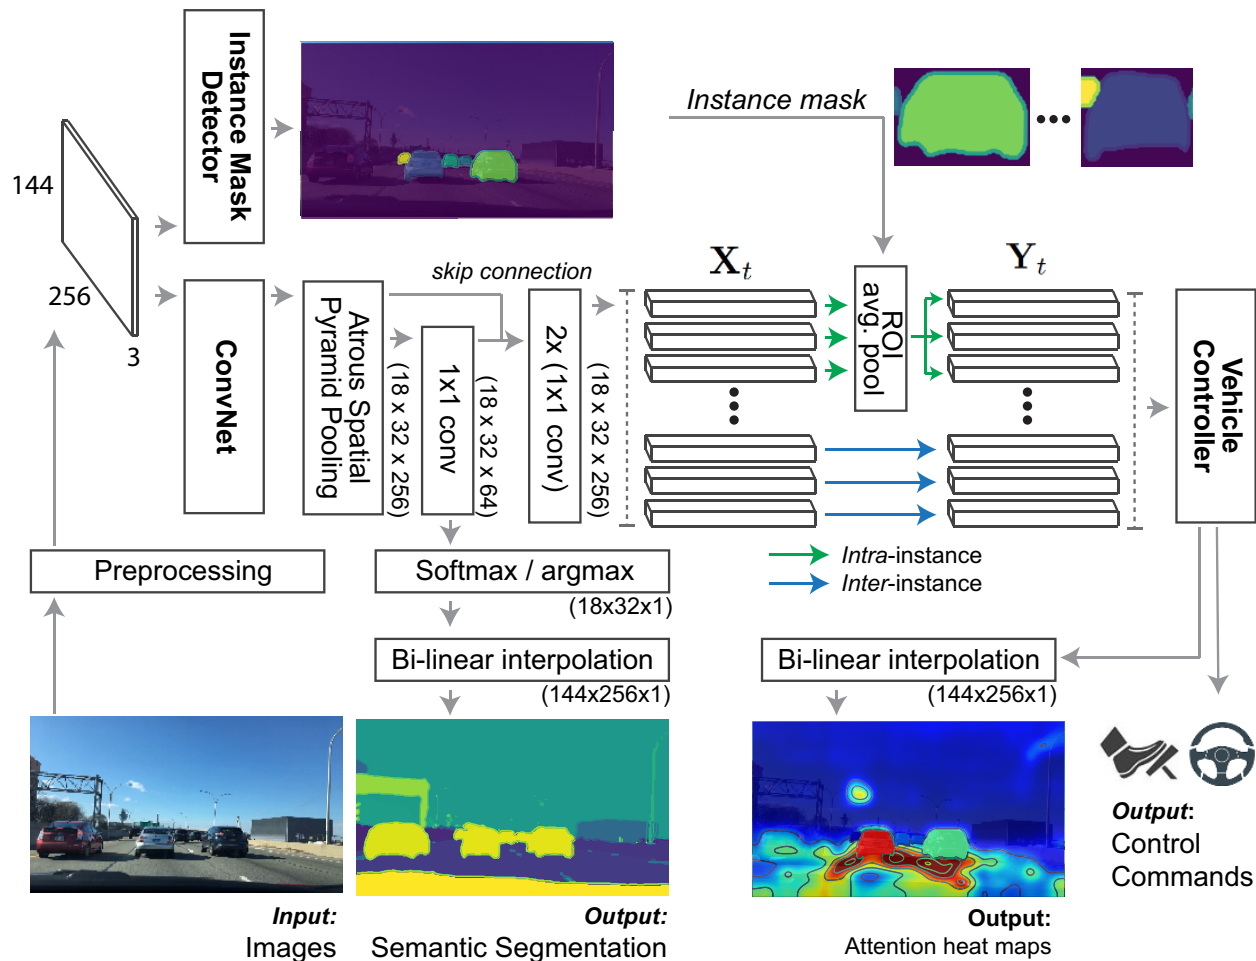 Instance Mask
Detector
Instance mask
144
256
3
ConvNet
Atrous Spatial
Pyramid Pooling
(18 x 32 x 256)
skip connection
1x1 conv
(18 x 32 x 64)
2x (1x1 conv)
(18 x 32 x 256)
X_t
ROI
avg. pool
Y_t
Vehicle
Controller
Intra-instance
Inter-instance
Preprocessing
Softmax / argmax
(18x32x1)
Bi-linear interpolation
(144x256x1)
Bi-linear interpolation
(144x256x1)
Input:
Images
Output:
Semantic Segmentation
Output:
Attention heat maps
Output:
Control
Commands